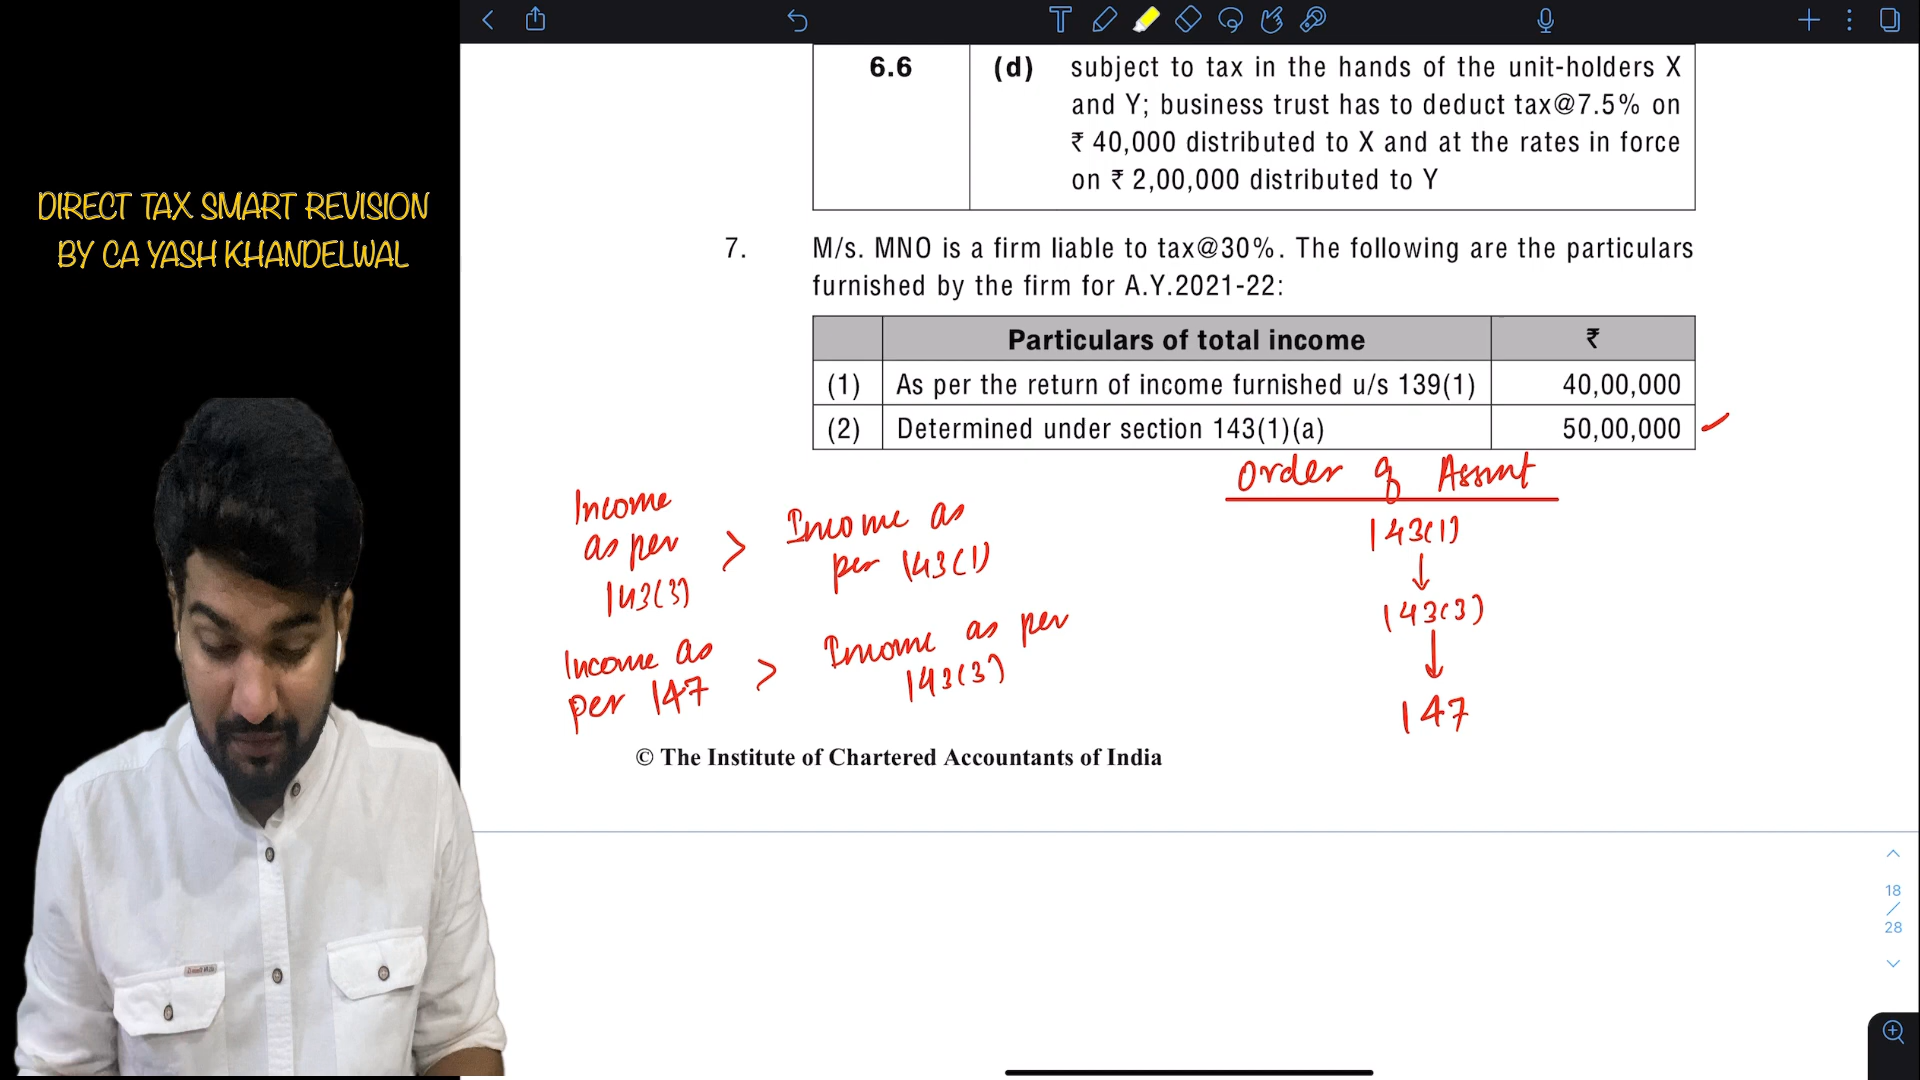 DIRECT TAX SMART REVISION
BY CA YASH KHANDELWAL
6.6 (d) subject to tax in the hands of the unit-holders X
and Y; business trust has to deduct tax@7.5% on
₹ 40,000 distributed to X and at the rates in force
on ₹ 2,00,000 distributed to Y
7. M/s. MNO is a firm liable to tax@30%. The following are the particulars
furnished by the firm for A.Y.2021-22:
Particulars of total income ₹
(1) As per the return of income furnished u/s 139(1) 40,00,000
(2) Determined under section 143(1)(a) 50,00,000
Order of Assmt
143(1)
↓
143(3)
↓
147
Income
as per
143(3)
>
Income as
per 143(1)
Income as
per 147
>
Income as per
143(3)
© The Institute of Chartered Accountants of India
18
/
28